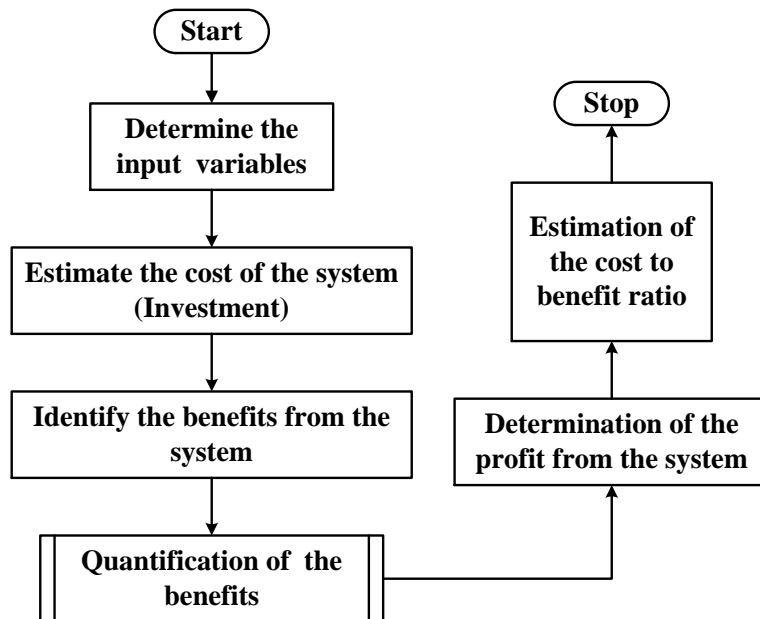 Start
Determine the
input variables
Estimate the cost of the system
(Investment)
Identify the benefits from the
system
Quantification of the
benefits
Determination of the
profit from the system
Estimation of
the cost to
benefit ratio
Stop